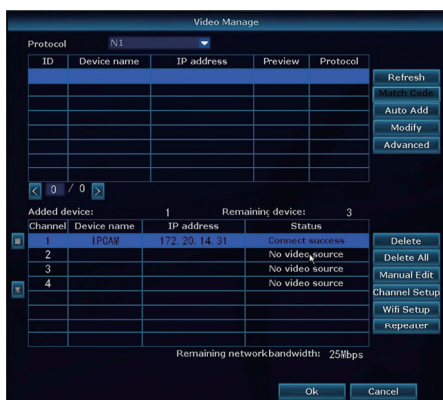 Video Manage
Protocol N1
ID Device name IP address Preview Protocol
Refresh
Match Code
Auto Add
Modify
Advanced
< 0 / 0 >
Added device: 1 Remaining device: 3
Channel Device name IP address Status
1 IPCAM 172.20.14.31 Connect success
2 No video source
3 No video source
4 No video source
Delete
Delete All
Manual Edit
Channel Setup
Wifi Setup
Repeater
Remaining networkbandwidth: 25Mbps
Ok Cancel